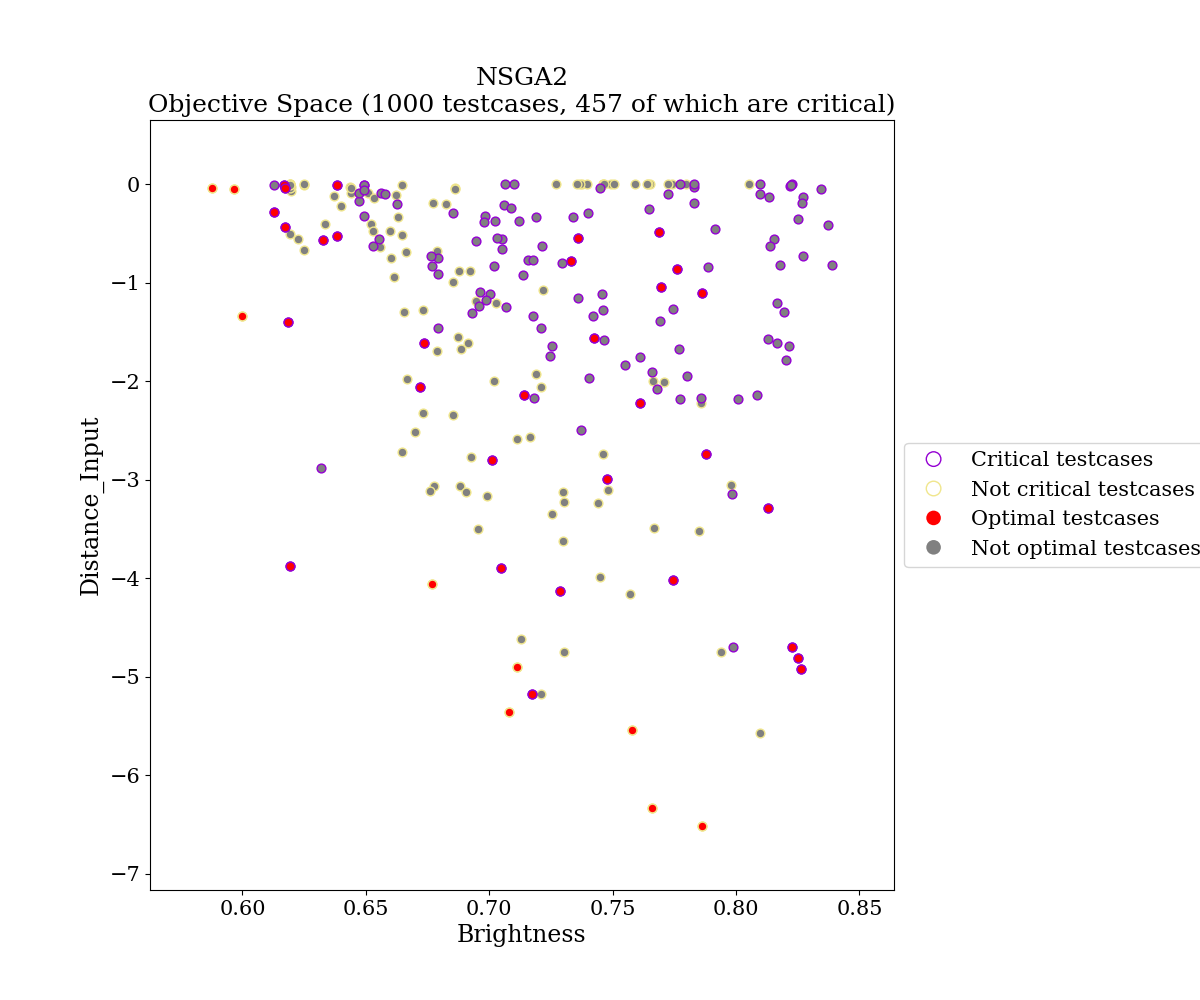 NSGA2
Objective Space (1000 testcases, 457 of which are critical)
0
−1
−2
−3
−4
−5
−6
−7
Distance_Input
0.60 0.65 0.70 0.75 0.80 0.85
Brightness
Critical testcases
Not critical testcases
Optimal testcases
Not optimal testcases